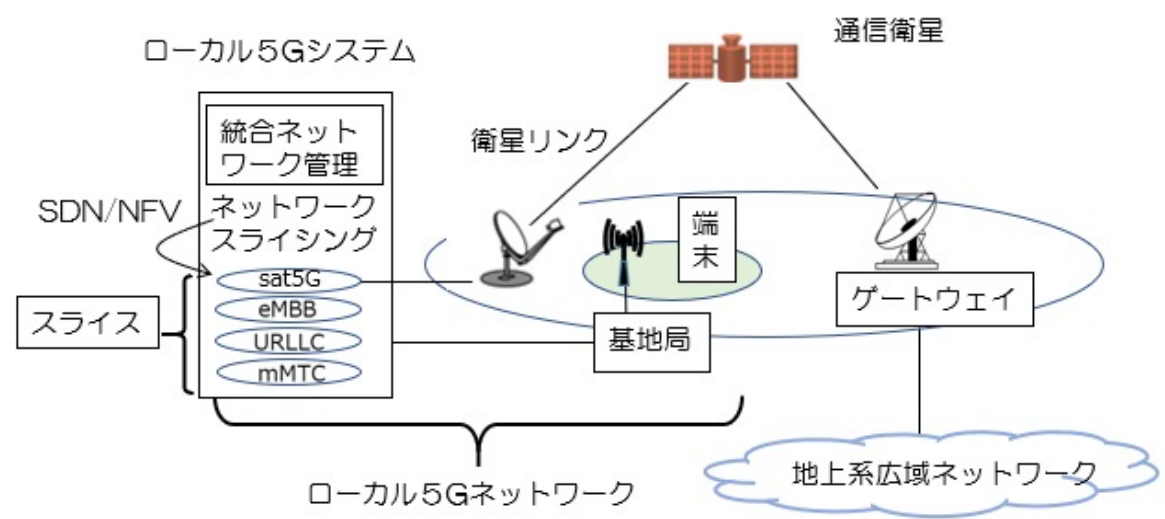 通信衛星
ローカル５Gシステム
衛星リンク
統合ネット
ワーク管理
SDN/NFV
ネットワーク
スライシング
端
末
sat5G
eMBB
URLLC
mMTC
スライス
ゲートウェイ
基地局
地上系広域ネットワーク
ローカル５Gネットワーク